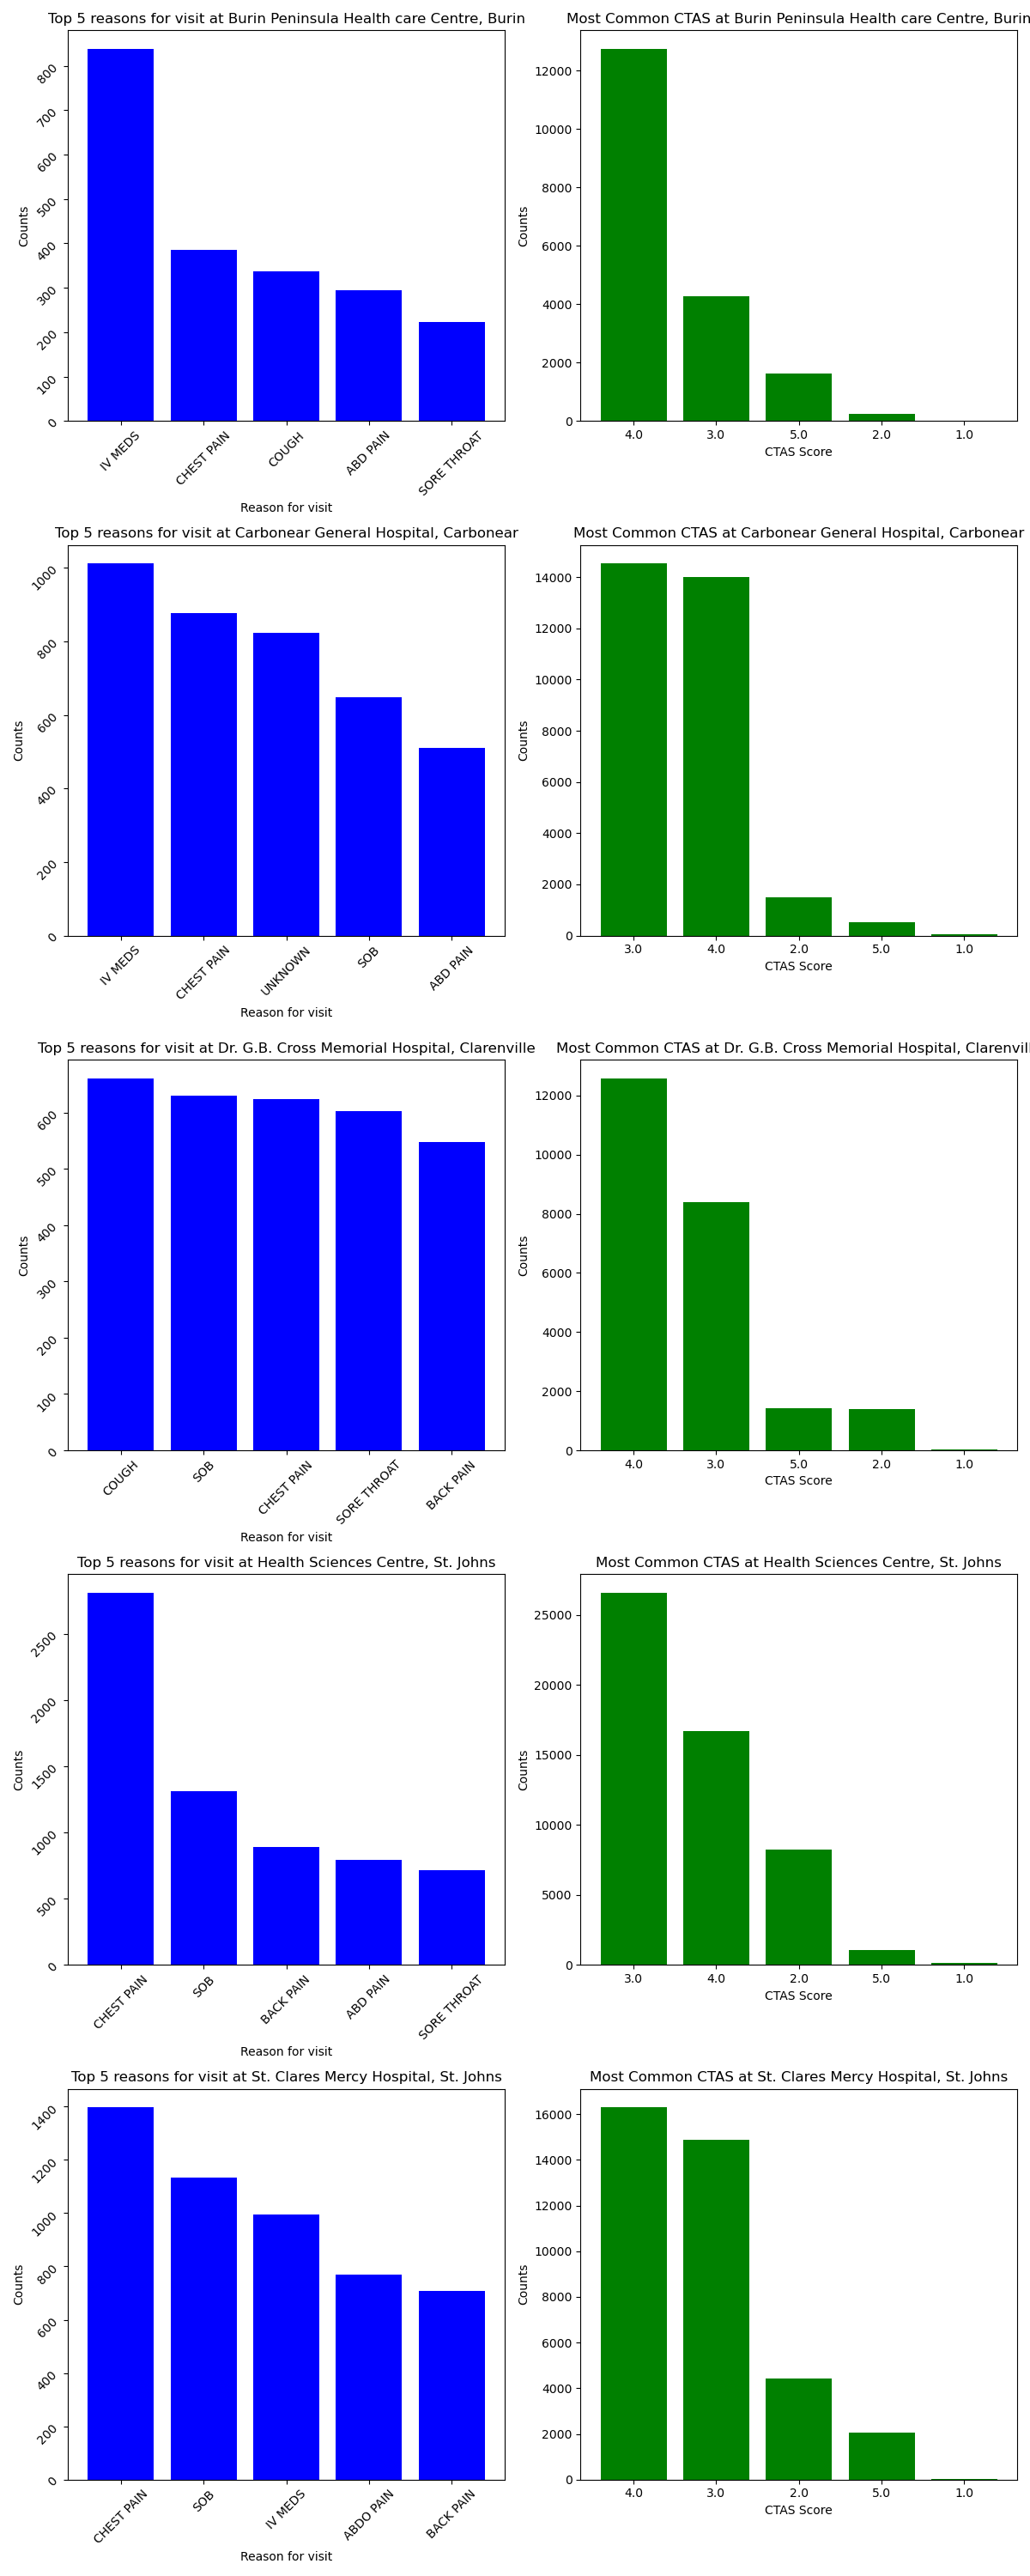 Top 5 reasons for visit at Burin Peninsula Health care Centre, Burin
800
700
600
500
400
300
200
100
0
Counts
IV MEDS
CHEST PAIN
COUGH
ABD PAIN
SORE THROAT
Reason for visit
Most Common CTAS at Burin Peninsula Health care Centre, Burin
12000
10000
8000
6000
4000
2000
0
Counts
4.0
3.0
5.0
2.0
1.0
CTAS Score
Top 5 reasons for visit at Carbonear General Hospital, Carbonear
1000
800
600
400
200
0
Counts
IV MEDS
CHEST PAIN
UNKNOWN
SOB
ABD PAIN
Reason for visit
Most Common CTAS at Carbonear General Hospital, Carbonear
14000
12000
10000
8000
6000
4000
2000
0
Counts
3.0
4.0
2.0
5.0
1.0
CTAS Score
Top 5 reasons for visit at Dr. G.B. Cross Memorial Hospital, Clarenville
600
500
400
300
200
100
0
Counts
COUGH
SOB
CHEST PAIN
SORE THROAT
BACK PAIN
Reason for visit
Most Common CTAS at Dr. G.B. Cross Memorial Hospital, Clarenvill
12000
10000
8000
6000
4000
2000
0
Counts
4.0
3.0
5.0
2.0
1.0
CTAS Score
Top 5 reasons for visit at Health Sciences Centre, St. Johns
2500
2000
1500
1000
500
0
Counts
CHEST PAIN
SOB
BACK PAIN
ABD PAIN
SORE THROAT
Reason for visit
Most Common CTAS at Health Sciences Centre, St. Johns
25000
20000
15000
10000
5000
0
Counts
3.0
4.0
2.0
5.0
1.0
CTAS Score
Top 5 reasons for visit at St. Clares Mercy Hospital, St. Johns
1400
1200
1000
800
600
400
200
0
Counts
CHEST PAIN
SOB
IV MEDS
ABDO PAIN
BACK PAIN
Reason for visit
Most Common CTAS at St. Clares Mercy Hospital, St. Johns
16000
14000
12000
10000
8000
6000
4000
2000
0
Counts
4.0
3.0
2.0
5.0
1.0
CTAS Score